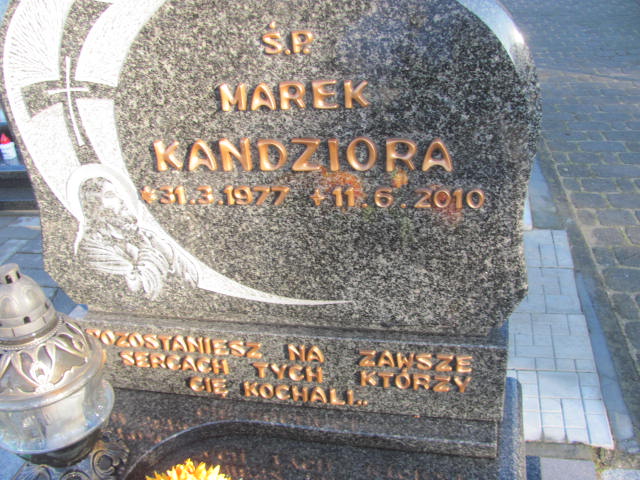 Ś.P.
MAREK
KANDZIORA
*31.3.1977 +11.6.2010
POZOSTANIESZ NA ZAWSZE
W SERCACH TYCH KTÓRZY
CIĘ KOCHALI..